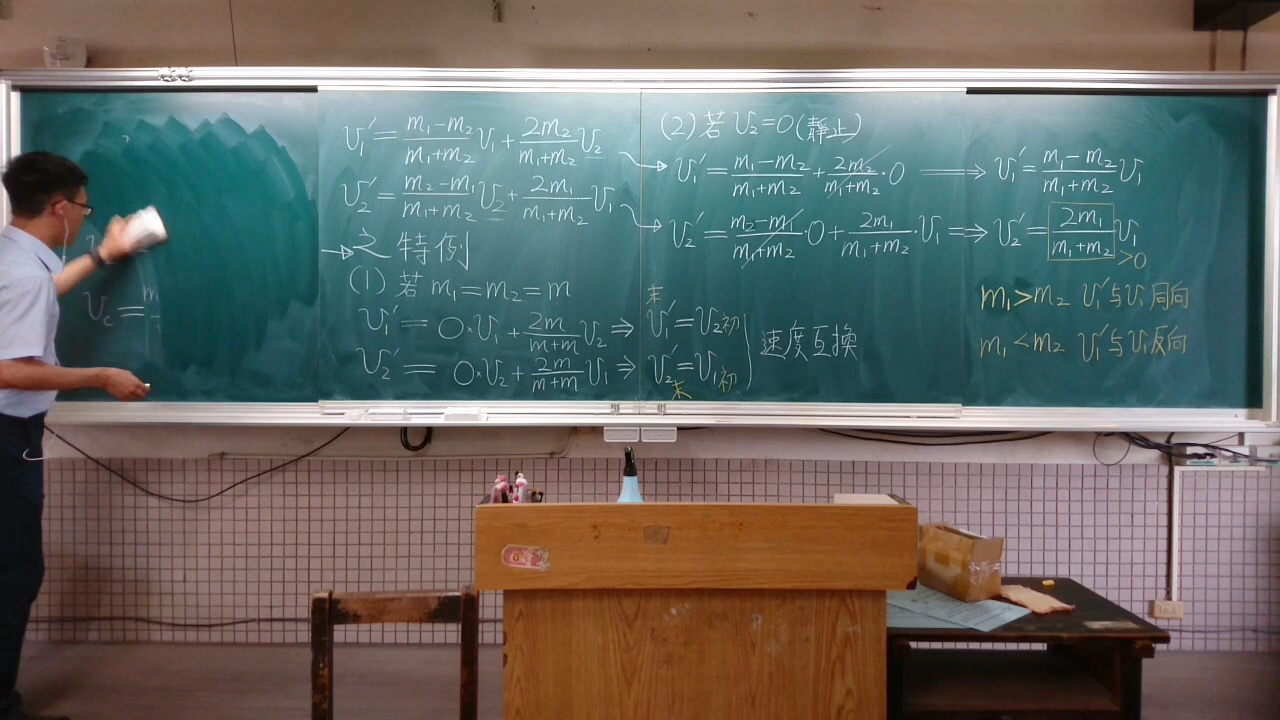 v_c = m
v₁' = (m₁-m₂)/(m₁+m₂) v₁ + 2m₂/(m₁+m₂) v₂
v₂' = (m₂-m₁)/(m₁+m₂) v₂ + 2m₁/(m₁+m₂) v₁
→之特例
(1) 若 m₁=m₂=m
v₁' = 0×v₁ + 2m/(m+m) v₂ ⇒ v₁'末=v₂初
v₂' = 0×v₂ + 2m/(m+m) v₁ ⇒ v₂'末=v₁初
速度互換
(2) 若 v₂=0 (靜止)
v₁' = (m₁-m₂)/(m₁+m₂) + 2m₂/(m₁+m₂)·0 ⇒ v₁' = (m₁-m₂)/(m₁+m₂) v₁
v₂' = (m₂-m₁)/(m₁+m₂)·0 + 2m₁/(m₁+m₂)·v₁ ⇒ v₂' = 2m₁/(m₁+m₂) v₁
>0
m₁>m₂ v₁'与v₁同向
m₁<m₂ v₁'与v₁反向